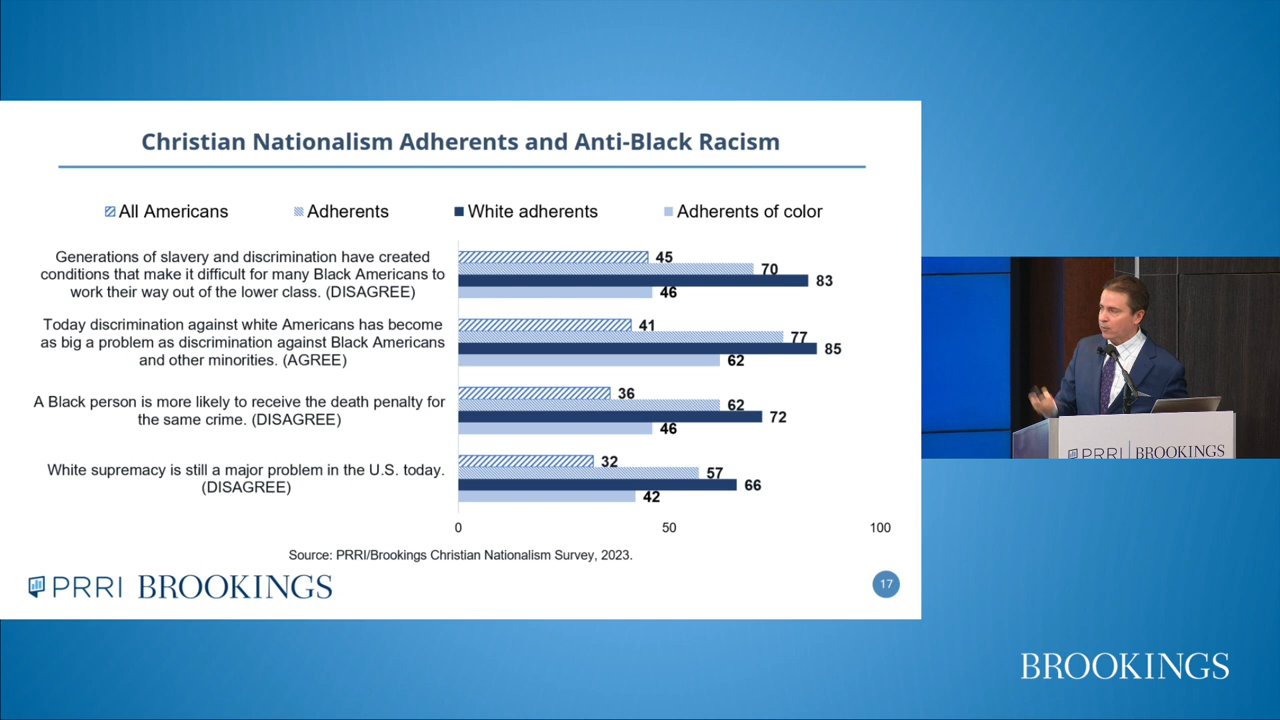 Christian Nationalism Adherents and Anti-Black Racism
All Americans
Adherents
White adherents
Adherents of color
Generations of slavery and discrimination have created
conditions that make it difficult for many Black Americans to
work their way out of the lower class. (DISAGREE)
45
70
83
46
Today discrimination against white Americans has become
as big a problem as discrimination against Black Americans
and other minorities. (AGREE)
41
77
85
62
A Black person is more likely to receive the death penalty for
the same crime. (DISAGREE)
36
62
72
46
White supremacy is still a major problem in the U.S. today.
(DISAGREE)
32
57
66
42
0
50
100
Source: PRRI/Brookings Christian Nationalism Survey, 2023.
PRRI BROOKINGS
17
PRRI BROOKINGS
BROOKINGS